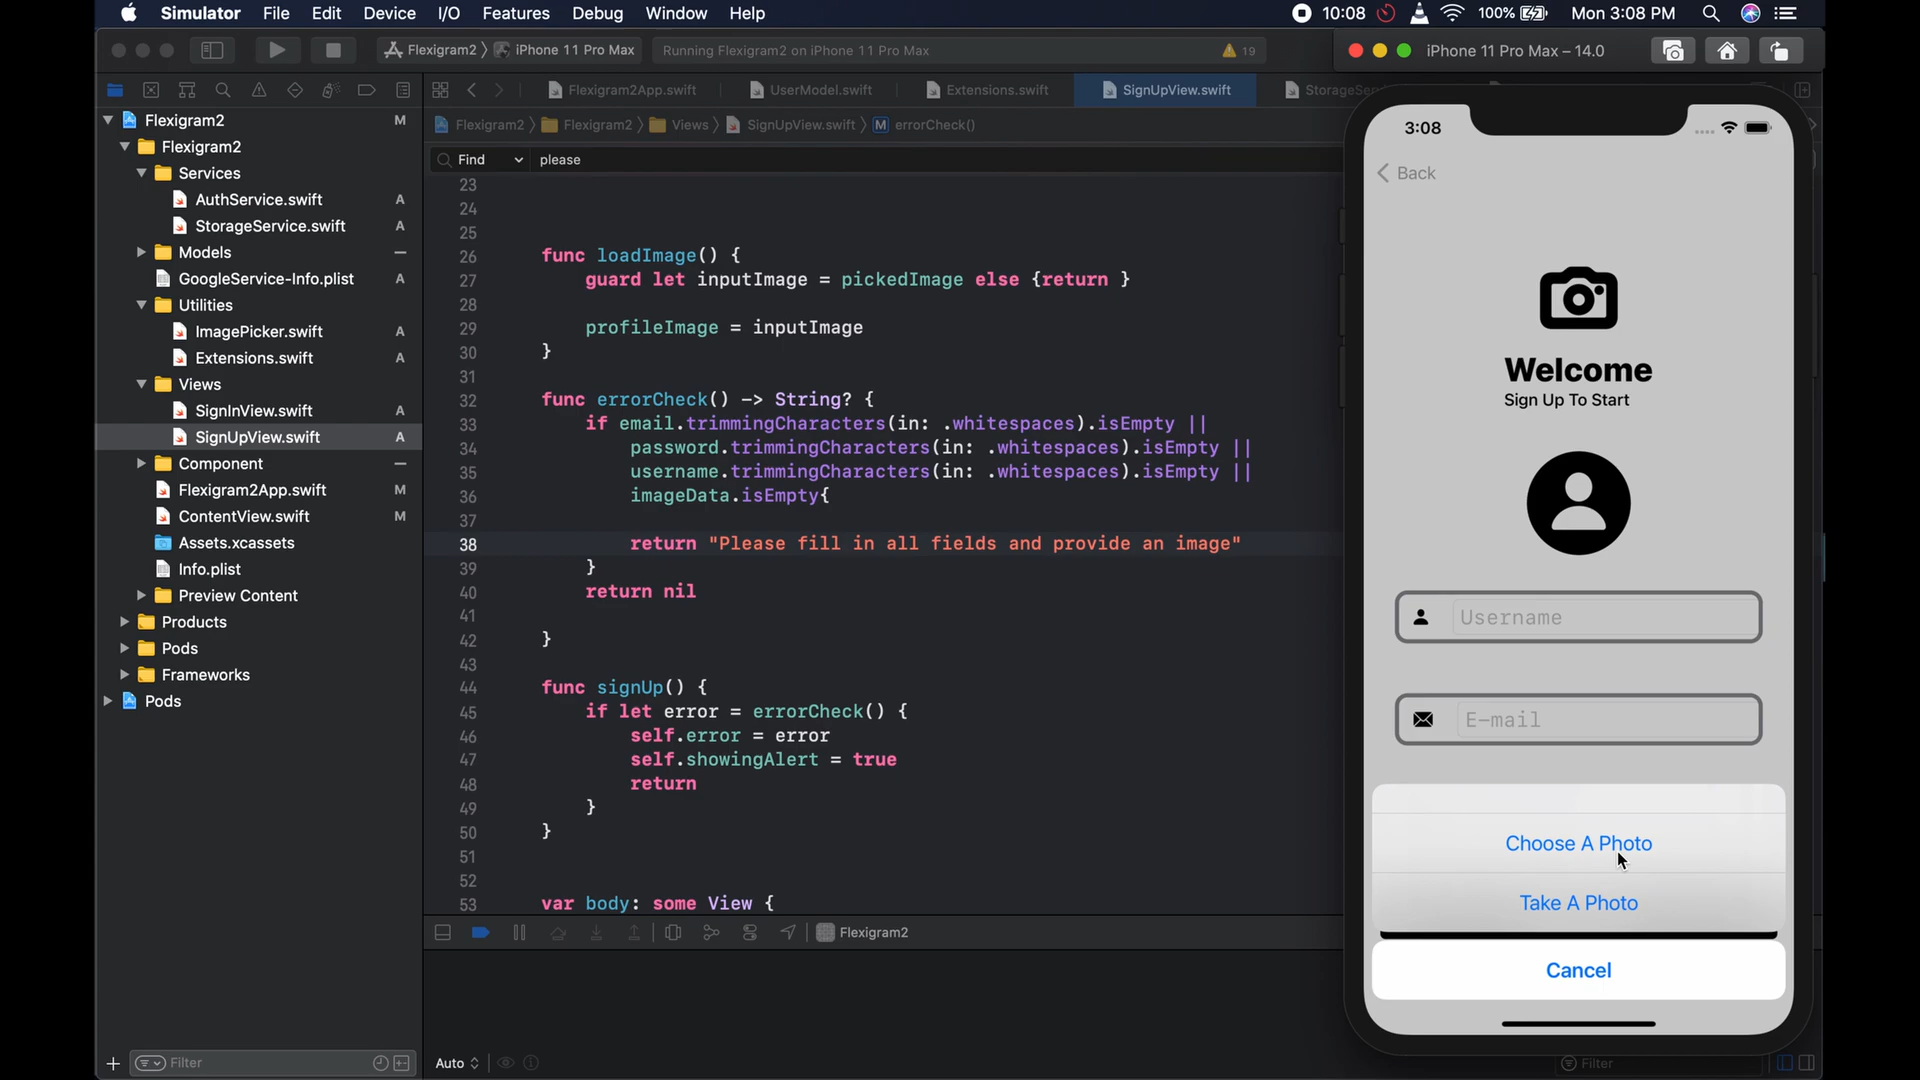 Simulator File Edit Device I/O Features Debug Window Help 10:08 100% Mon 3:08 PM
Flexigram2 iPhone 11 Pro Max Running Flexigram2 on iPhone 11 Pro Max 19
iPhone 11 Pro Max – 14.0
Flexigram2App.swift UserModel.swift Extensions.swift SignUpView.swift
Flexigram2 Flexigram2 Views SignUpView.swift M errorCheck()
Find please
Flexigram2 M
Flexigram2
Services
AuthService.swift A
StorageService.swift A
Models
GoogleService-Info.plist A
Utilities
ImagePicker.swift A
Extensions.swift A
Views
SignInView.swift A
SignUpView.swift A
Component
Flexigram2App.swift M
ContentView.swift M
Assets.xcassets
Info.plist
Preview Content
Products
Pods
Frameworks
Pods
Filter
23
24
25
26 func loadImage() {
27 guard let inputImage = pickedImage else {return }
28
29 profileImage = inputImage
30 }
31
32 func errorCheck() -> String? {
33 if email.trimmingCharacters(in: .whitespaces).isEmpty ||
34 password.trimmingCharacters(in: .whitespaces).isEmpty ||
35 username.trimmingCharacters(in: .whitespaces).isEmpty ||
36 imageData.isEmpty{
37
38 return "Please fill in all fields and provide an image"
39 }
40 return nil
41
42 }
43
44 func signUp() {
45 if let error = errorCheck() {
46 self.error = error
47 self.showingAlert = true
48 return
49 }
50 }
51
52
53 var body: some View {
Flexigram2
Auto
Filter
3:08
Back
Welcome
Sign Up To Start
Username
E-mail
Choose A Photo
Take A Photo
Cancel